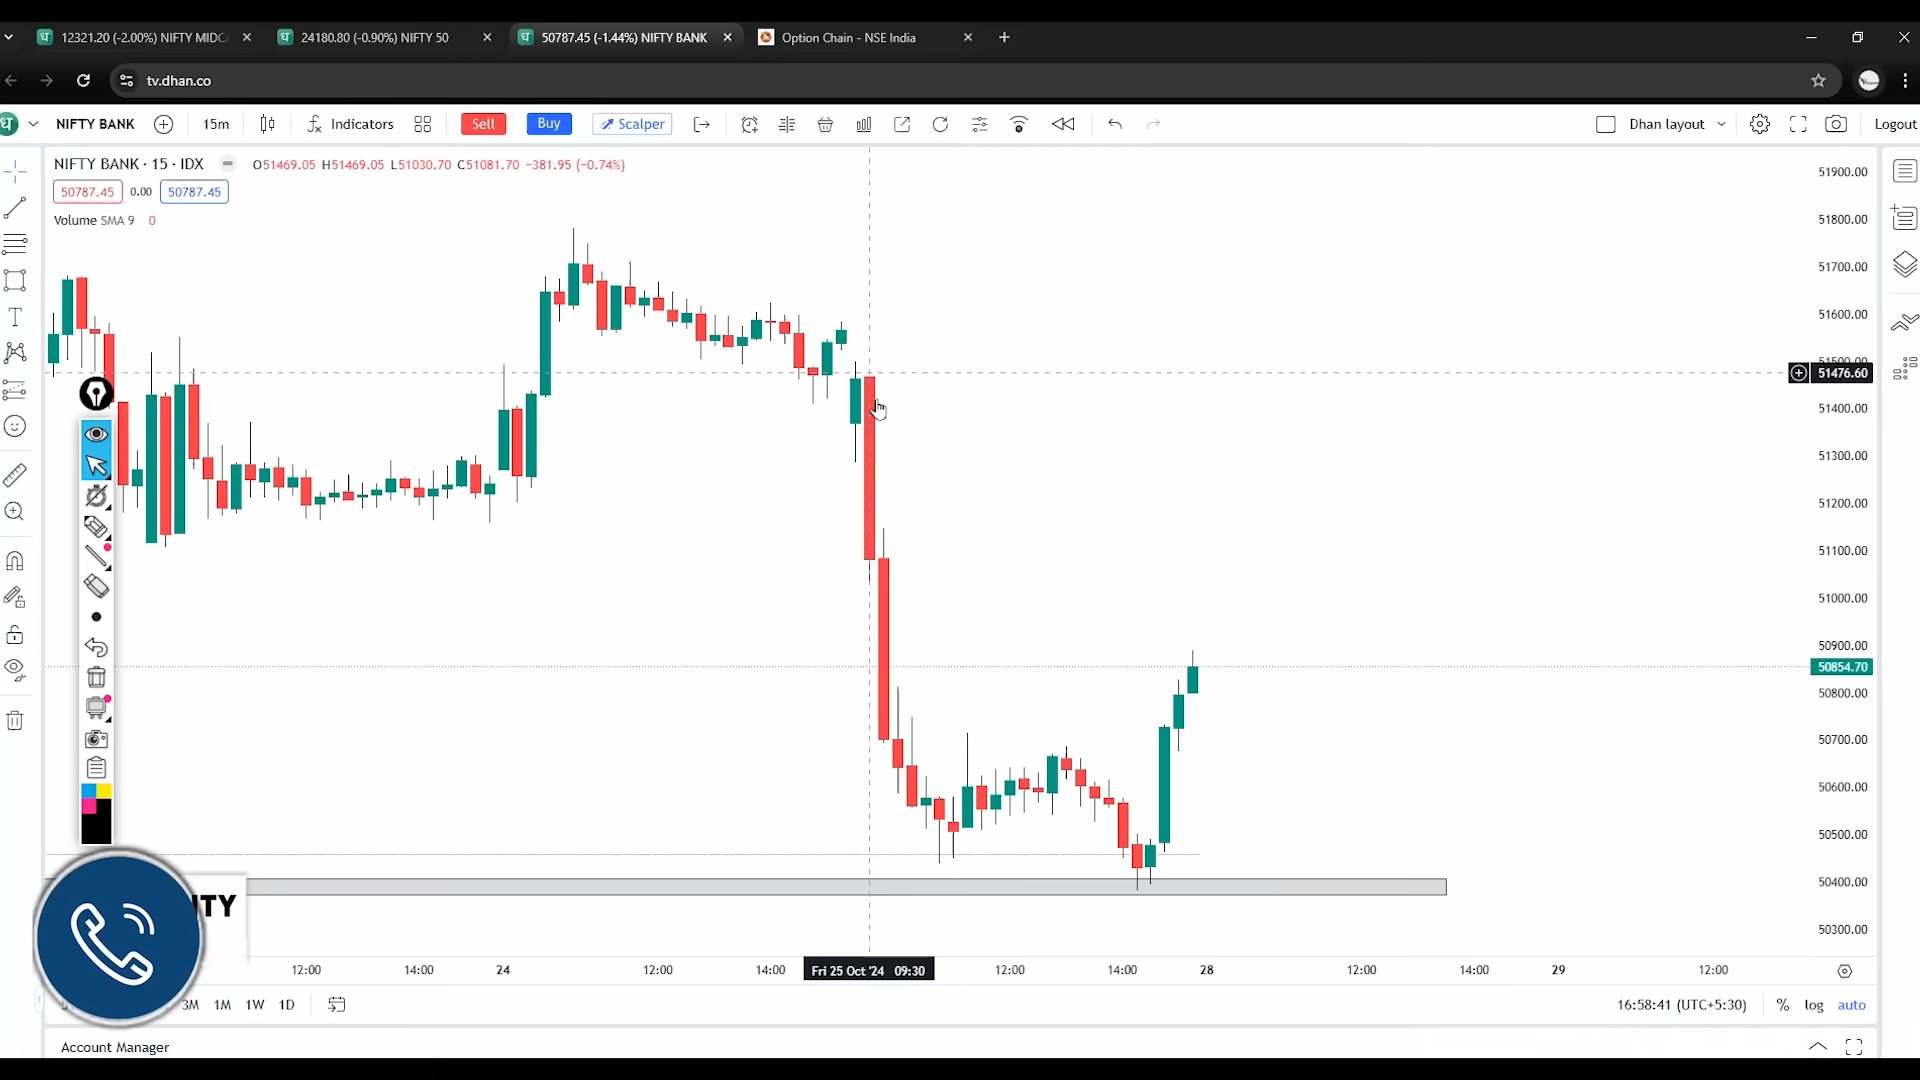 12321.20 (-2.00%) NIFTY MIDC
24180.80 (-0.90%) NIFTY 50
50787.45 (-1.44%) NIFTY BANK
Option Chain - NSE India
tv.dhan.co
NIFTY BANK
15m
Indicators
Sell
Buy
Scalper
Dhan layout
Logout
NIFTY BANK · 15 · IDX
O51469.05 H51469.05 L51030.70 C51081.70 −381.95 (−0.74%)
50787.45 0.00 50787.45
Volume SMA 9 0
51900.00
51800.00
51700.00
51600.00
51500.00
51476.60
51400.00
51300.00
51200.00
51100.00
51000.00
50900.00
50854.70
50800.00
50700.00
50600.00
50500.00
50400.00
50300.00
ITY
12:00 14:00 24 12:00 14:00 Fri 25 Oct '24 09:30 12:00 14:00 28 12:00 14:00 29 12:00
3M 1M 1W 1D
16:58:41 (UTC+5:30) % log auto
Account Manager